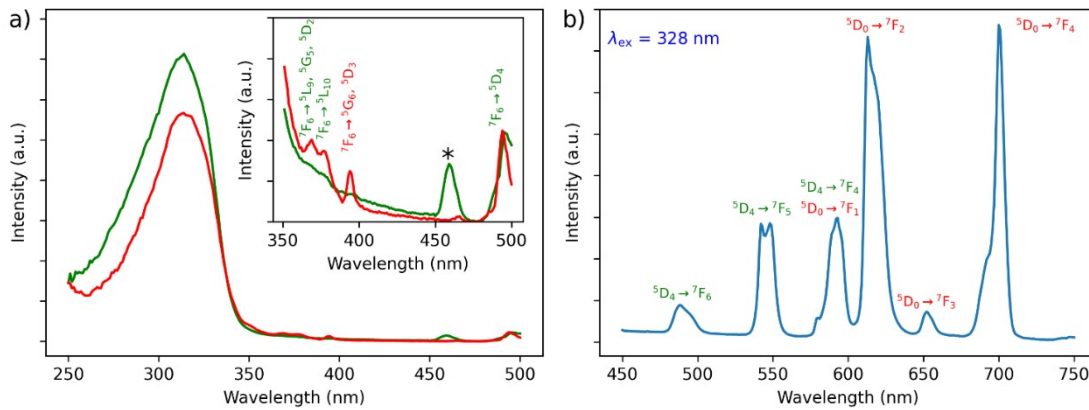 a)
Intensity (a.u.)
250 300 350 400 450 500
Wavelength (nm)
Intensity (a.u.)
⁷F₆→⁵L₉, ⁵G₅, ⁵D₂
⁷F₆→⁵L₁₀
⁷F₆→⁵G₆, ⁵D₃
*
⁷F₆→⁵D₄
350 400 450 500
Wavelength (nm)
b)
λex = 328 nm
Intensity (a.u.)
⁵D₄→⁷F₆
⁵D₄→⁷F₅
⁵D₄→⁷F₄
⁵D₀→⁷F₁
⁵D₀→⁷F₂
⁵D₀→⁷F₃
⁵D₀→⁷F₄
450 500 550 600 650 700 750
Wavelength (nm)